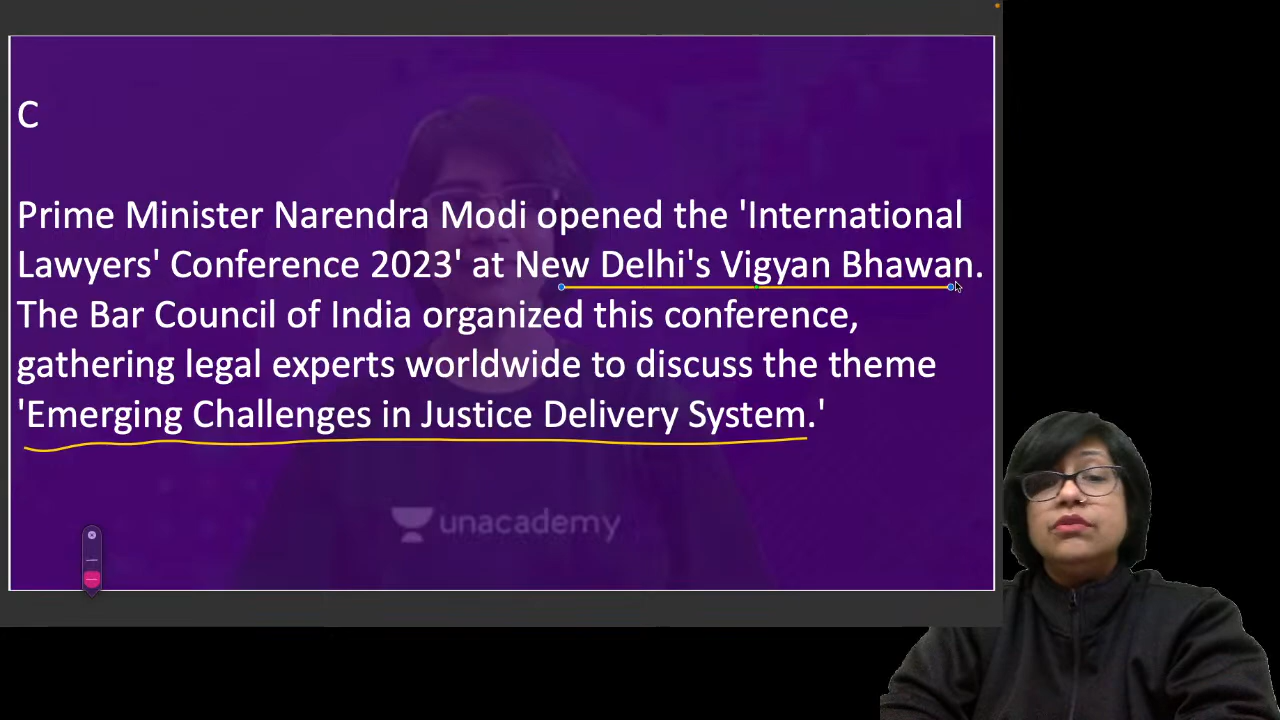 C
Prime Minister Narendra Modi opened the 'International
Lawyers' Conference 2023' at New Delhi's Vigyan Bhawan.
The Bar Council of India organized this conference,
gathering legal experts worldwide to discuss the theme
'Emerging Challenges in Justice Delivery System.'
unacademy